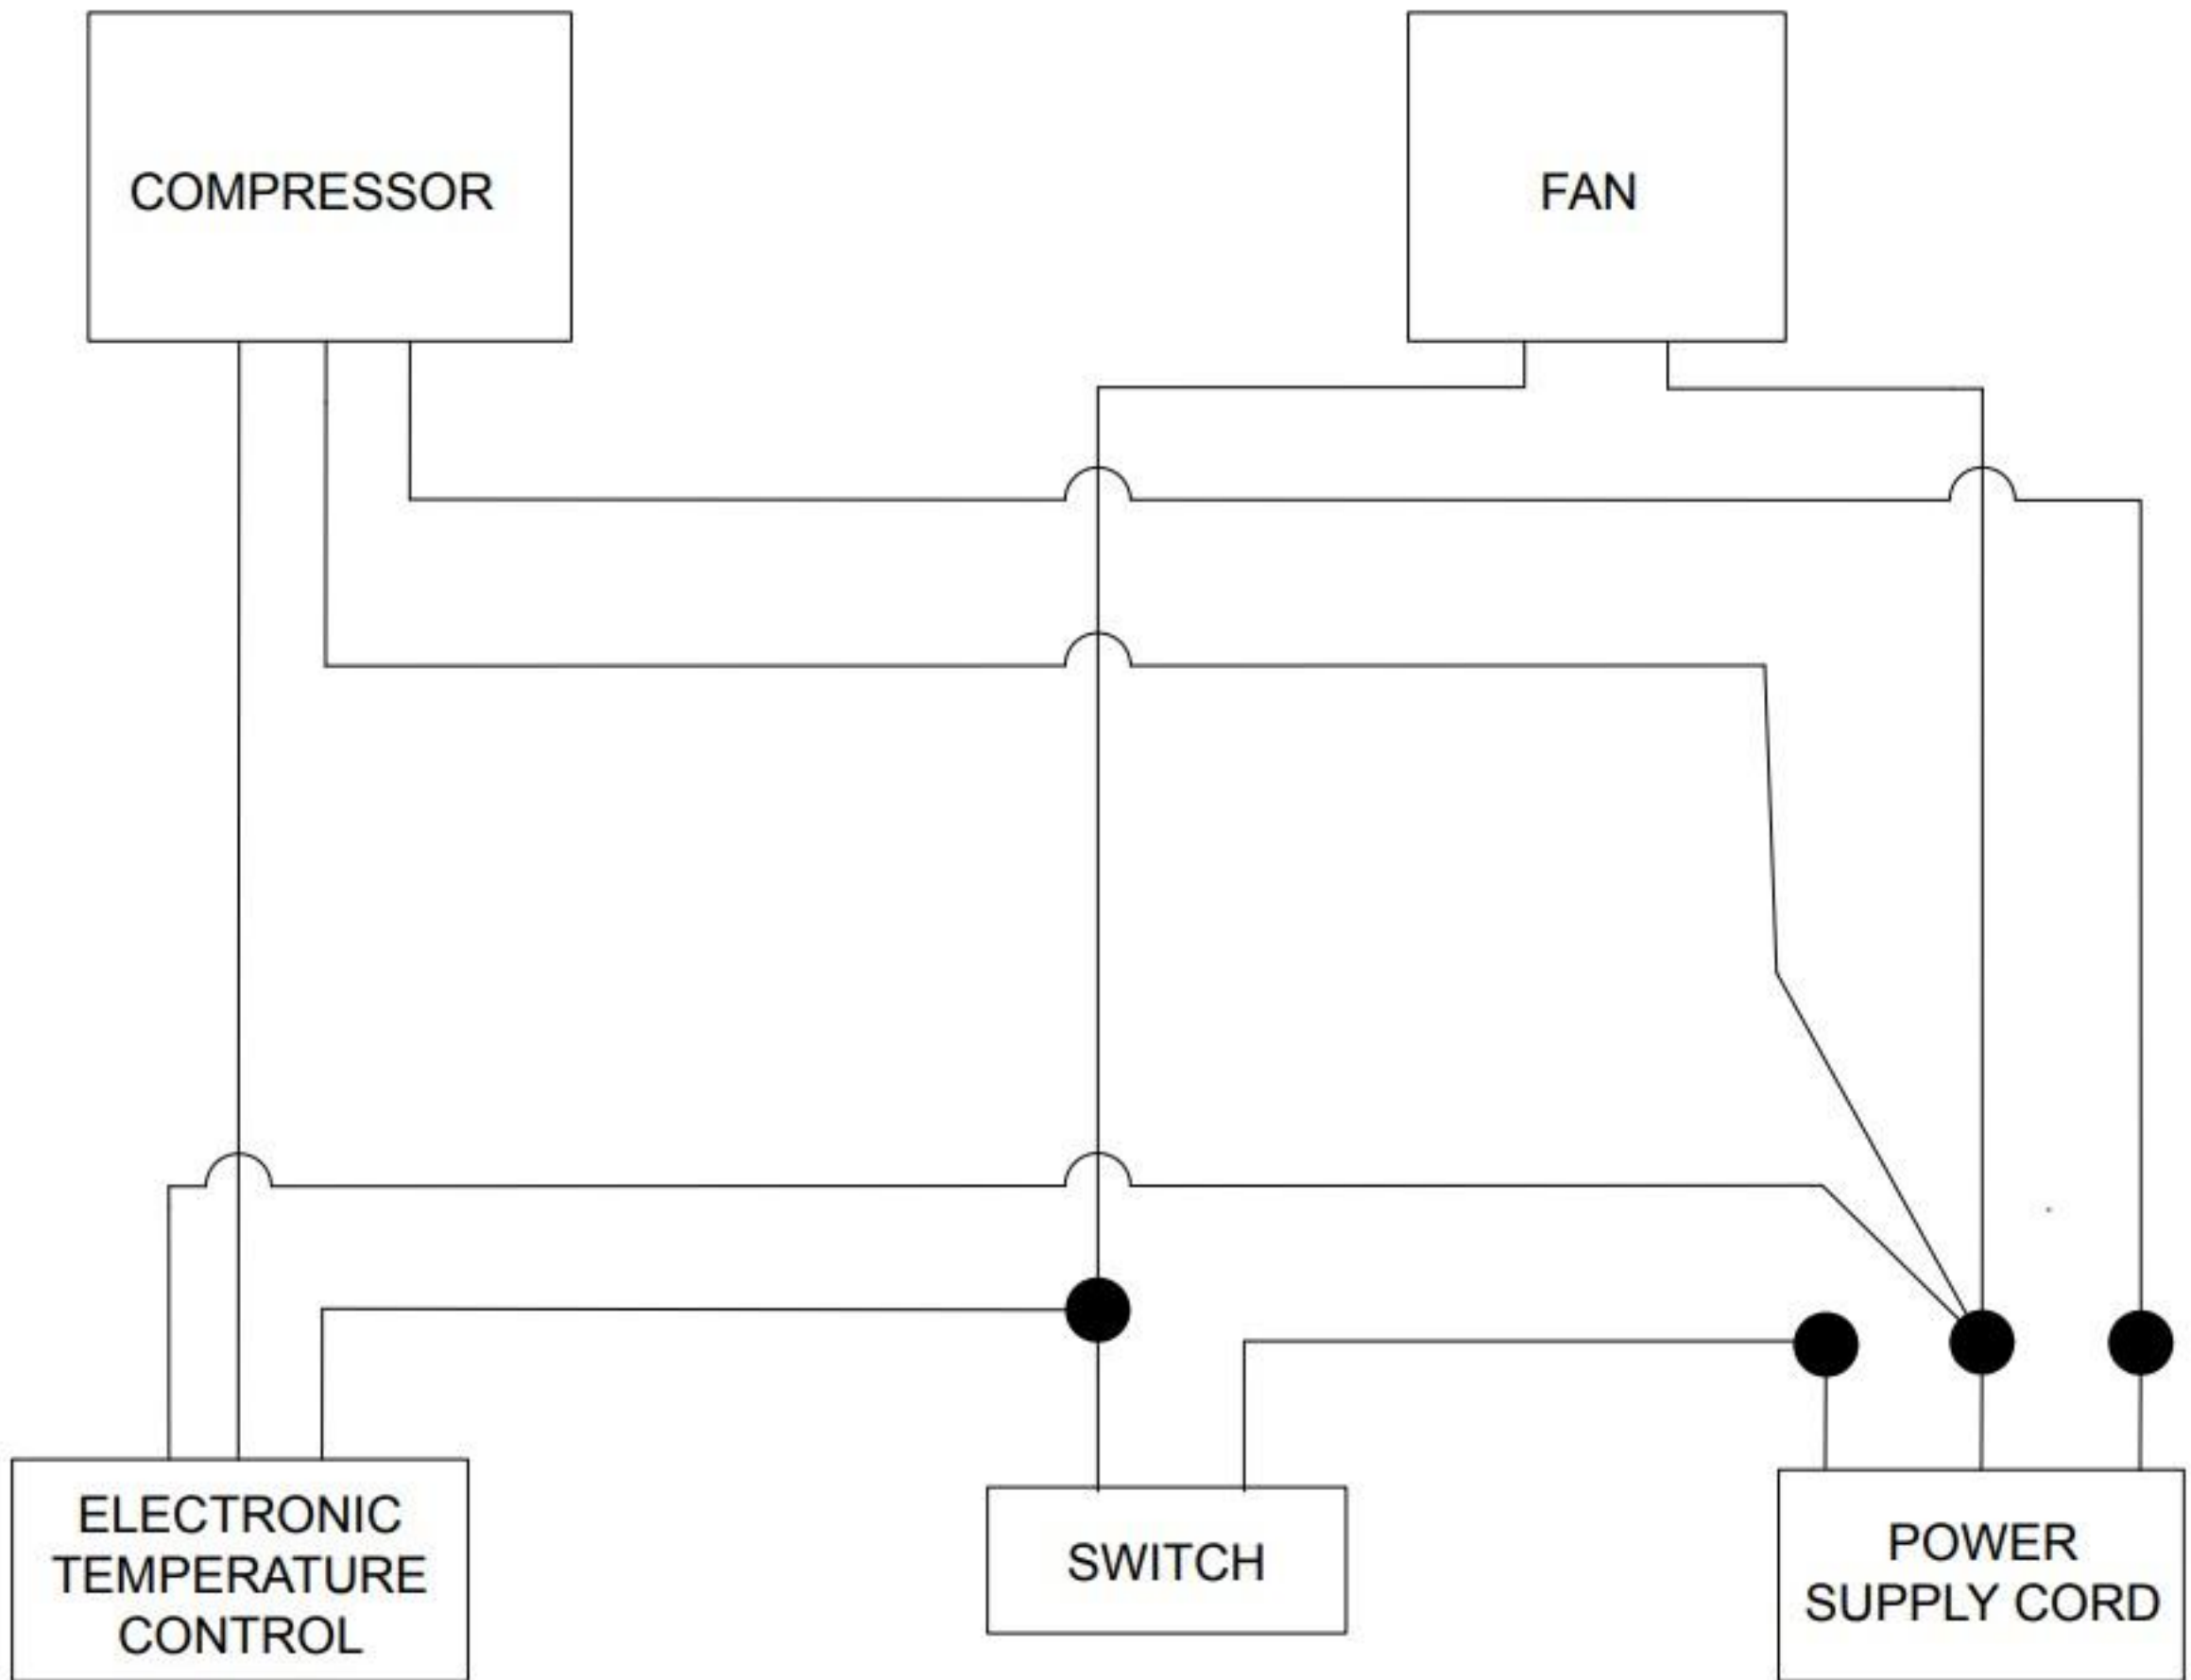 COMPRESSOR
FAN
ELECTRONIC
TEMPERATURE
CONTROL
SWITCH
POWER
SUPPLY CORD